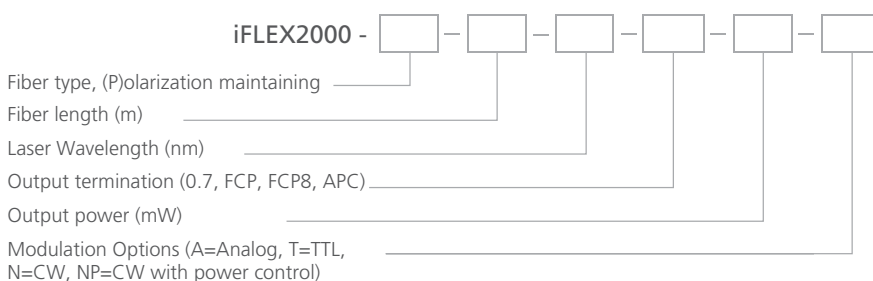 iFLEX2000 -
Fiber type, (P)olarization maintaining
Fiber length (m)
Laser Wavelength (nm)
Output termination (0.7, FCP, FCP8, APC)
Output power (mW)
Modulation Options (A=Analog, T=TTL,
N=CW, NP=CW with power control)